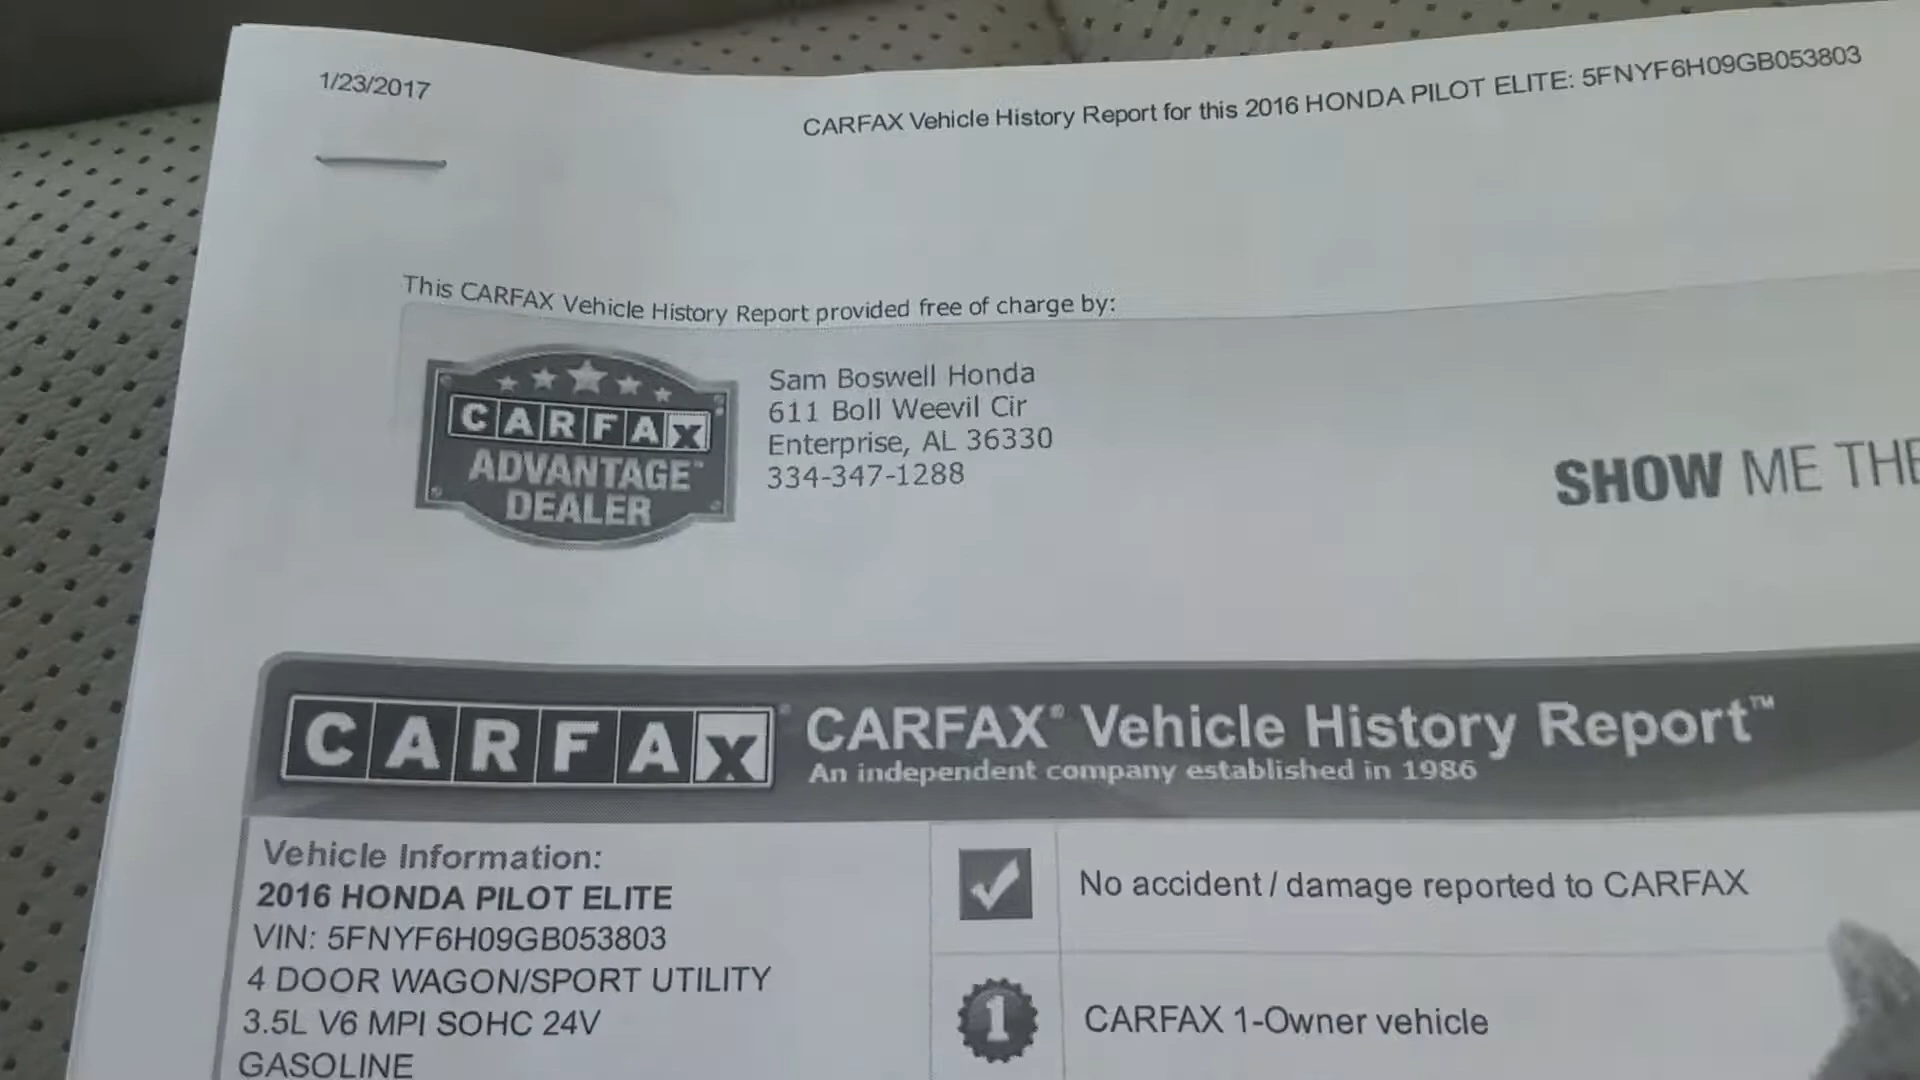 1/23/2017
CARFAX Vehicle History Report for this 2016 HONDA PILOT ELITE: 5FNYF6H09GB053803
This CARFAX Vehicle History Report provided free of charge by:
CARFAX
ADVANTAGE™
DEALER
Sam Boswell Honda
611 Boll Weevil Cir
Enterprise, AL 36330
334-347-1288
SHOW ME THE
CARFAX® CARFAX® Vehicle History Report™
An independent company established in 1986
Vehicle Information:
2016 HONDA PILOT ELITE
VIN: 5FNYF6H09GB053803
4 DOOR WAGON/SPORT UTILITY
3.5L V6 MPI SOHC 24V
GASOLINE
No accident / damage reported to CARFAX
1 CARFAX 1-Owner vehicle